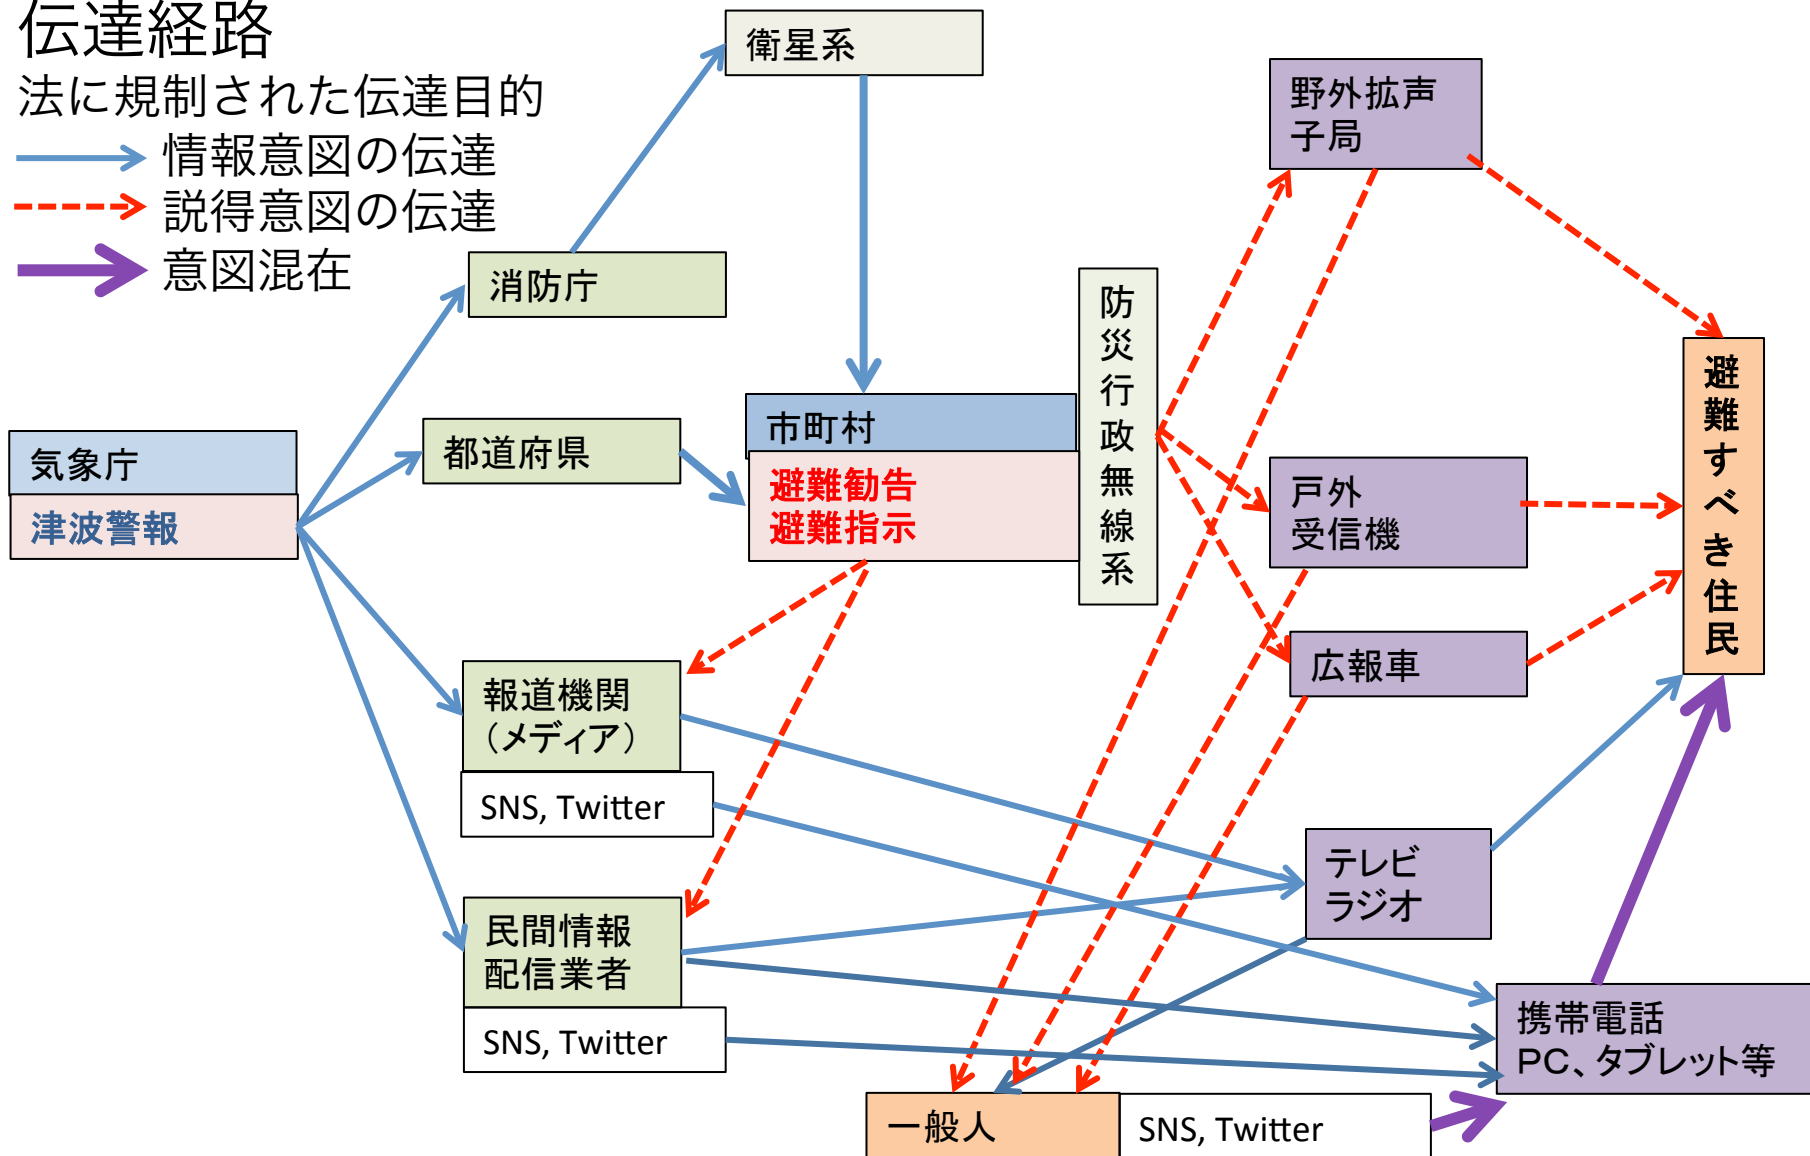 伝達経路
法に規制された伝達目的
情報意図の伝達
説得意図の伝達
意図混在
衛星系
野外拡声
子局
消防庁
防災行政無線系
避難すべき住民
市町村
避難勧告
避難指示
都道府県
気象庁
津波警報
戸外
受信機
広報車
報道機関
（メディア）
SNS, Twitter
テレビ
ラジオ
民間情報
配信業者
SNS, Twitter
携帯電話
PC、タブレット等
一般人
SNS, Twitter